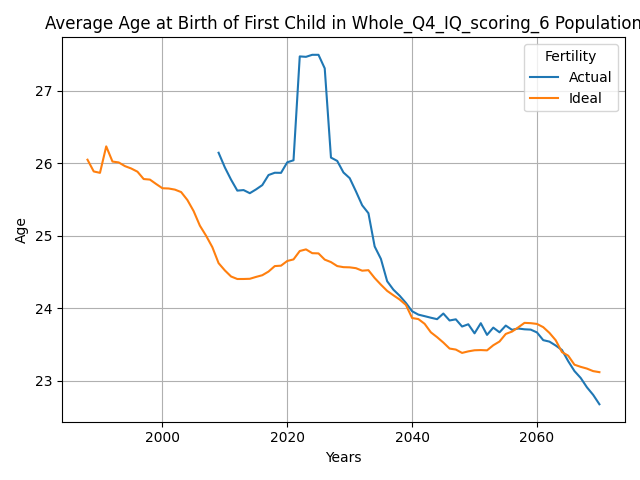 Average Age at Birth of First Child in Whole_Q4_IQ_scoring_6 Population
Fertility
Actual
Ideal
27
26
25
24
23
Age
2000 2020 2040 2060
Years